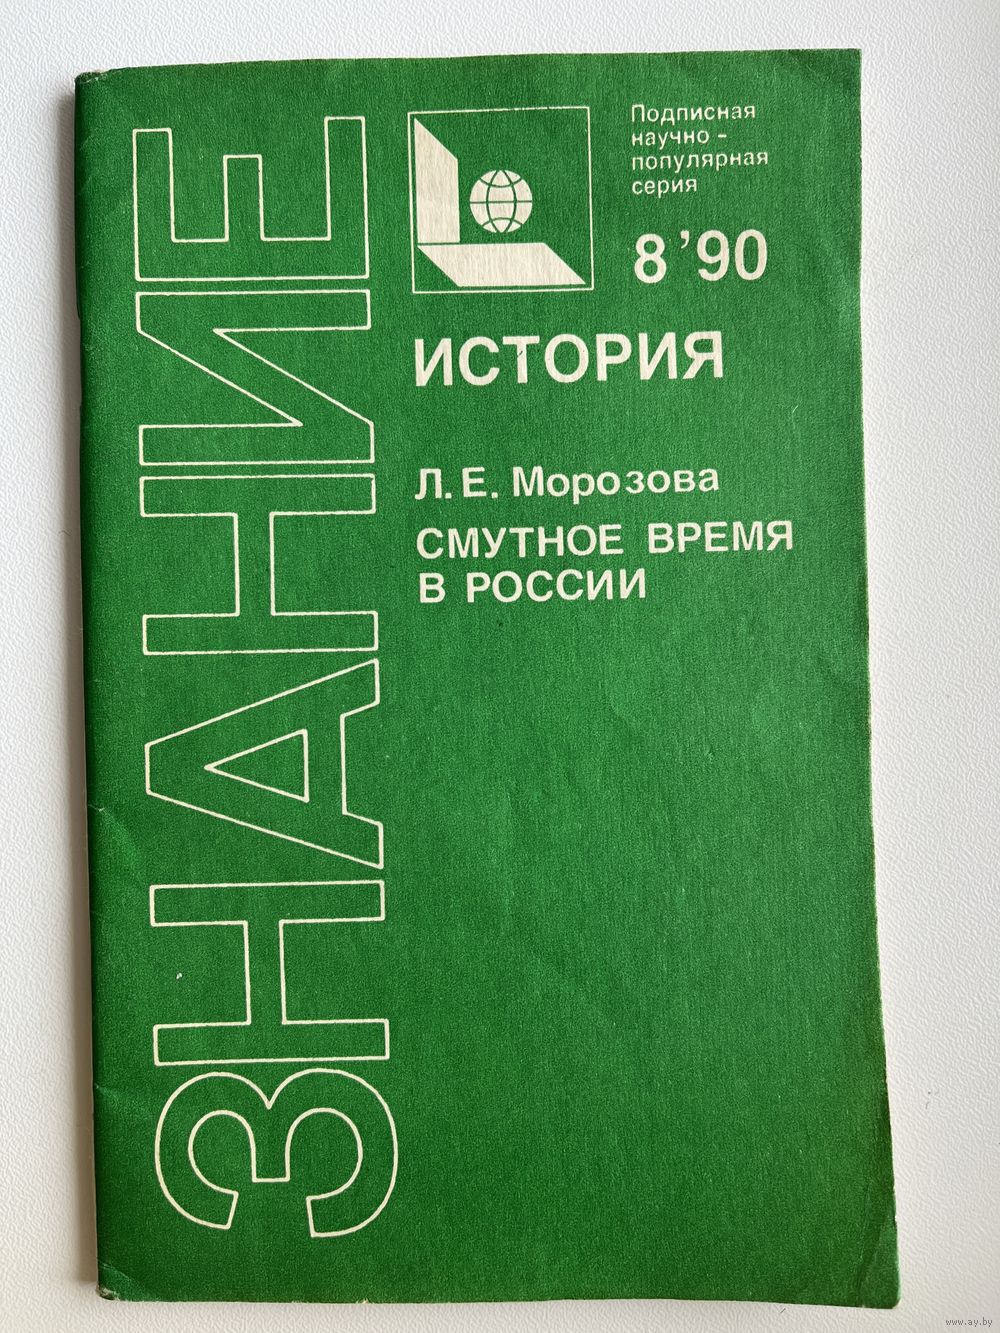 ЗНАНИЕ
Подписная
научно -
популярная
серия
8 '90
ИСТОРИЯ
Л. Е. Морозова
СМУТНОЕ ВРЕМЯ
В РОССИИ
www.ay.by